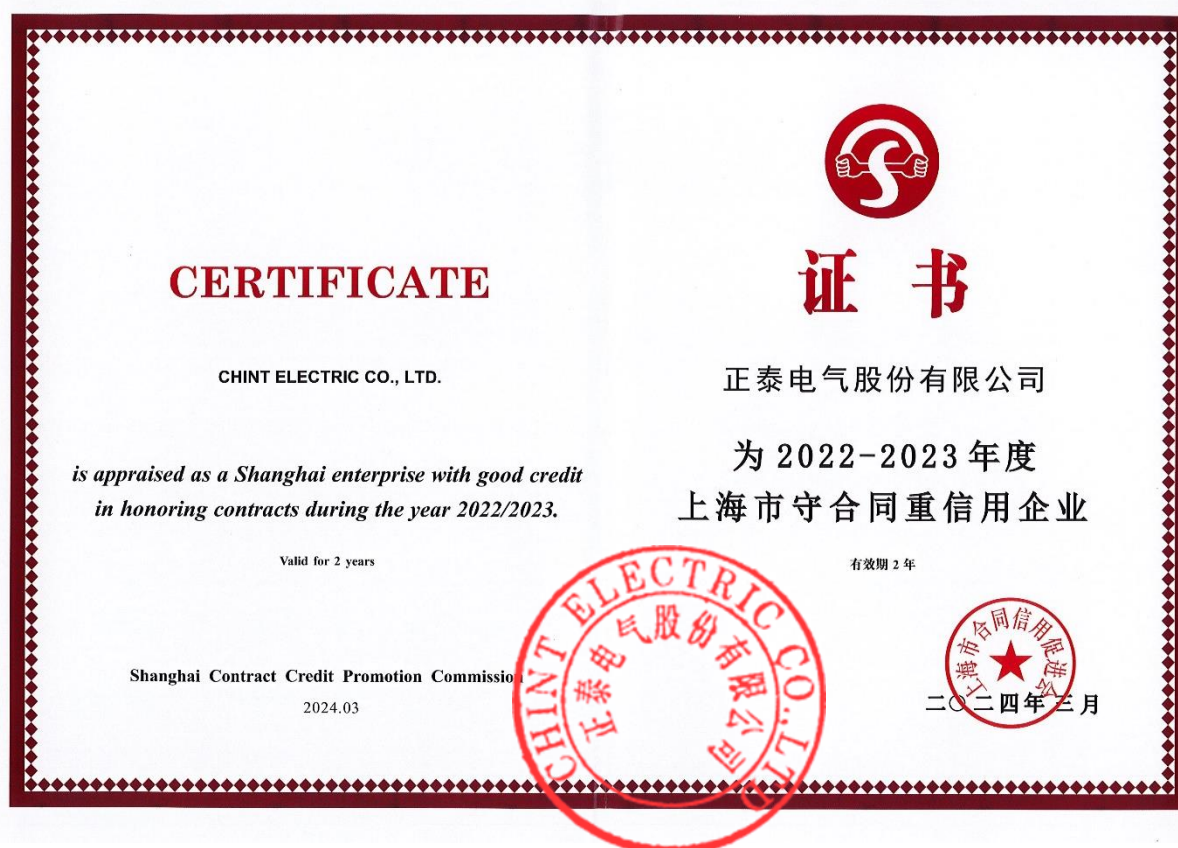 CERTIFICATE
CHINT ELECTRIC CO., LTD.
is appraised as a Shanghai enterprise with good credit
in honoring contracts during the year 2022/2023.
Valid for 2 years
Shanghai Contract Credit Promotion Commission
2024.03
证书
正泰电气股份有限公司
为 2022-2023 年度
上海市守合同重信用企业
有效期 2 年
上海市合同信用促进会
二〇二四年三月
CHINT ELECTRIC CO., LTD
正泰电气股份有限公司